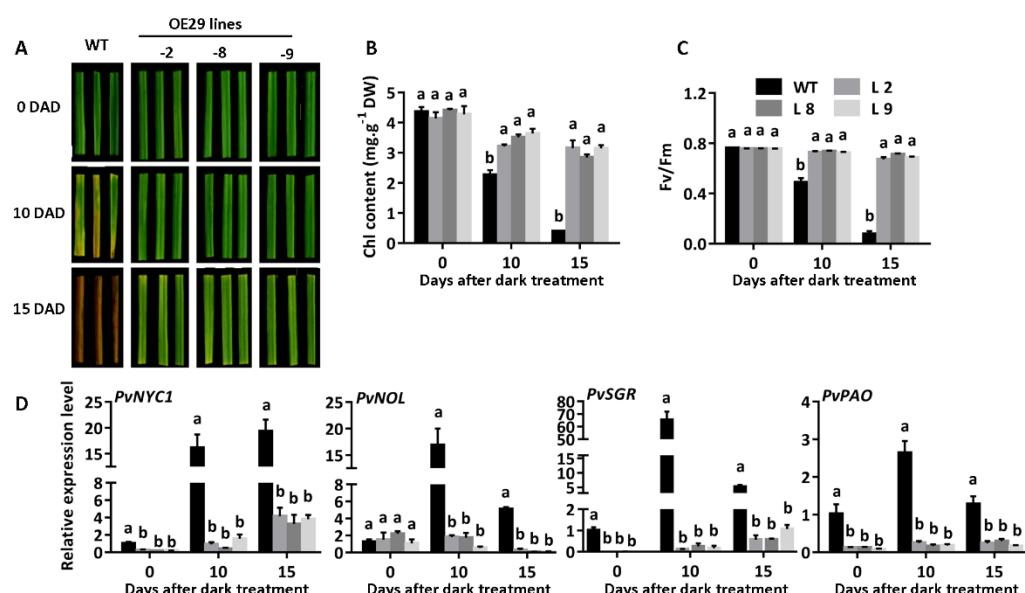 A
WT
OE29 lines
-2 -8 -9
0 DAD
10 DAD
15 DAD
B
Chl content (mg.g⁻¹ DW)
5
4
3
2
1
0
a a a a
b a a a
b a a a
0 10 15
Days after dark treatment
C
WT L 2
L 8 L 9
Fv/Fm
1.2
0.8
0.4
0.0
a a a a
b a a a
b a a a
0 10 15
Days after dark treatment
D
Relative expression level
PvNYC1
25
20
15
8
6
4
2
0
a b b b
a b b b
a b b b
0 10 15
Days after dark treatment
PvNOL
25
20
15
10
8
6
4
2
0
a a a a
a b b b
a b b b
0 10 15
Days after dark treatment
PvSGR
80
70
60
50
15
10
5
2
1
0
a b b b
a b b b
a b b b
0 10 15
Days after dark treatment
PvPAO
4
3
2
1
0
a b b b
a b b b
a b b b
0 10 15
Days after dark treatment